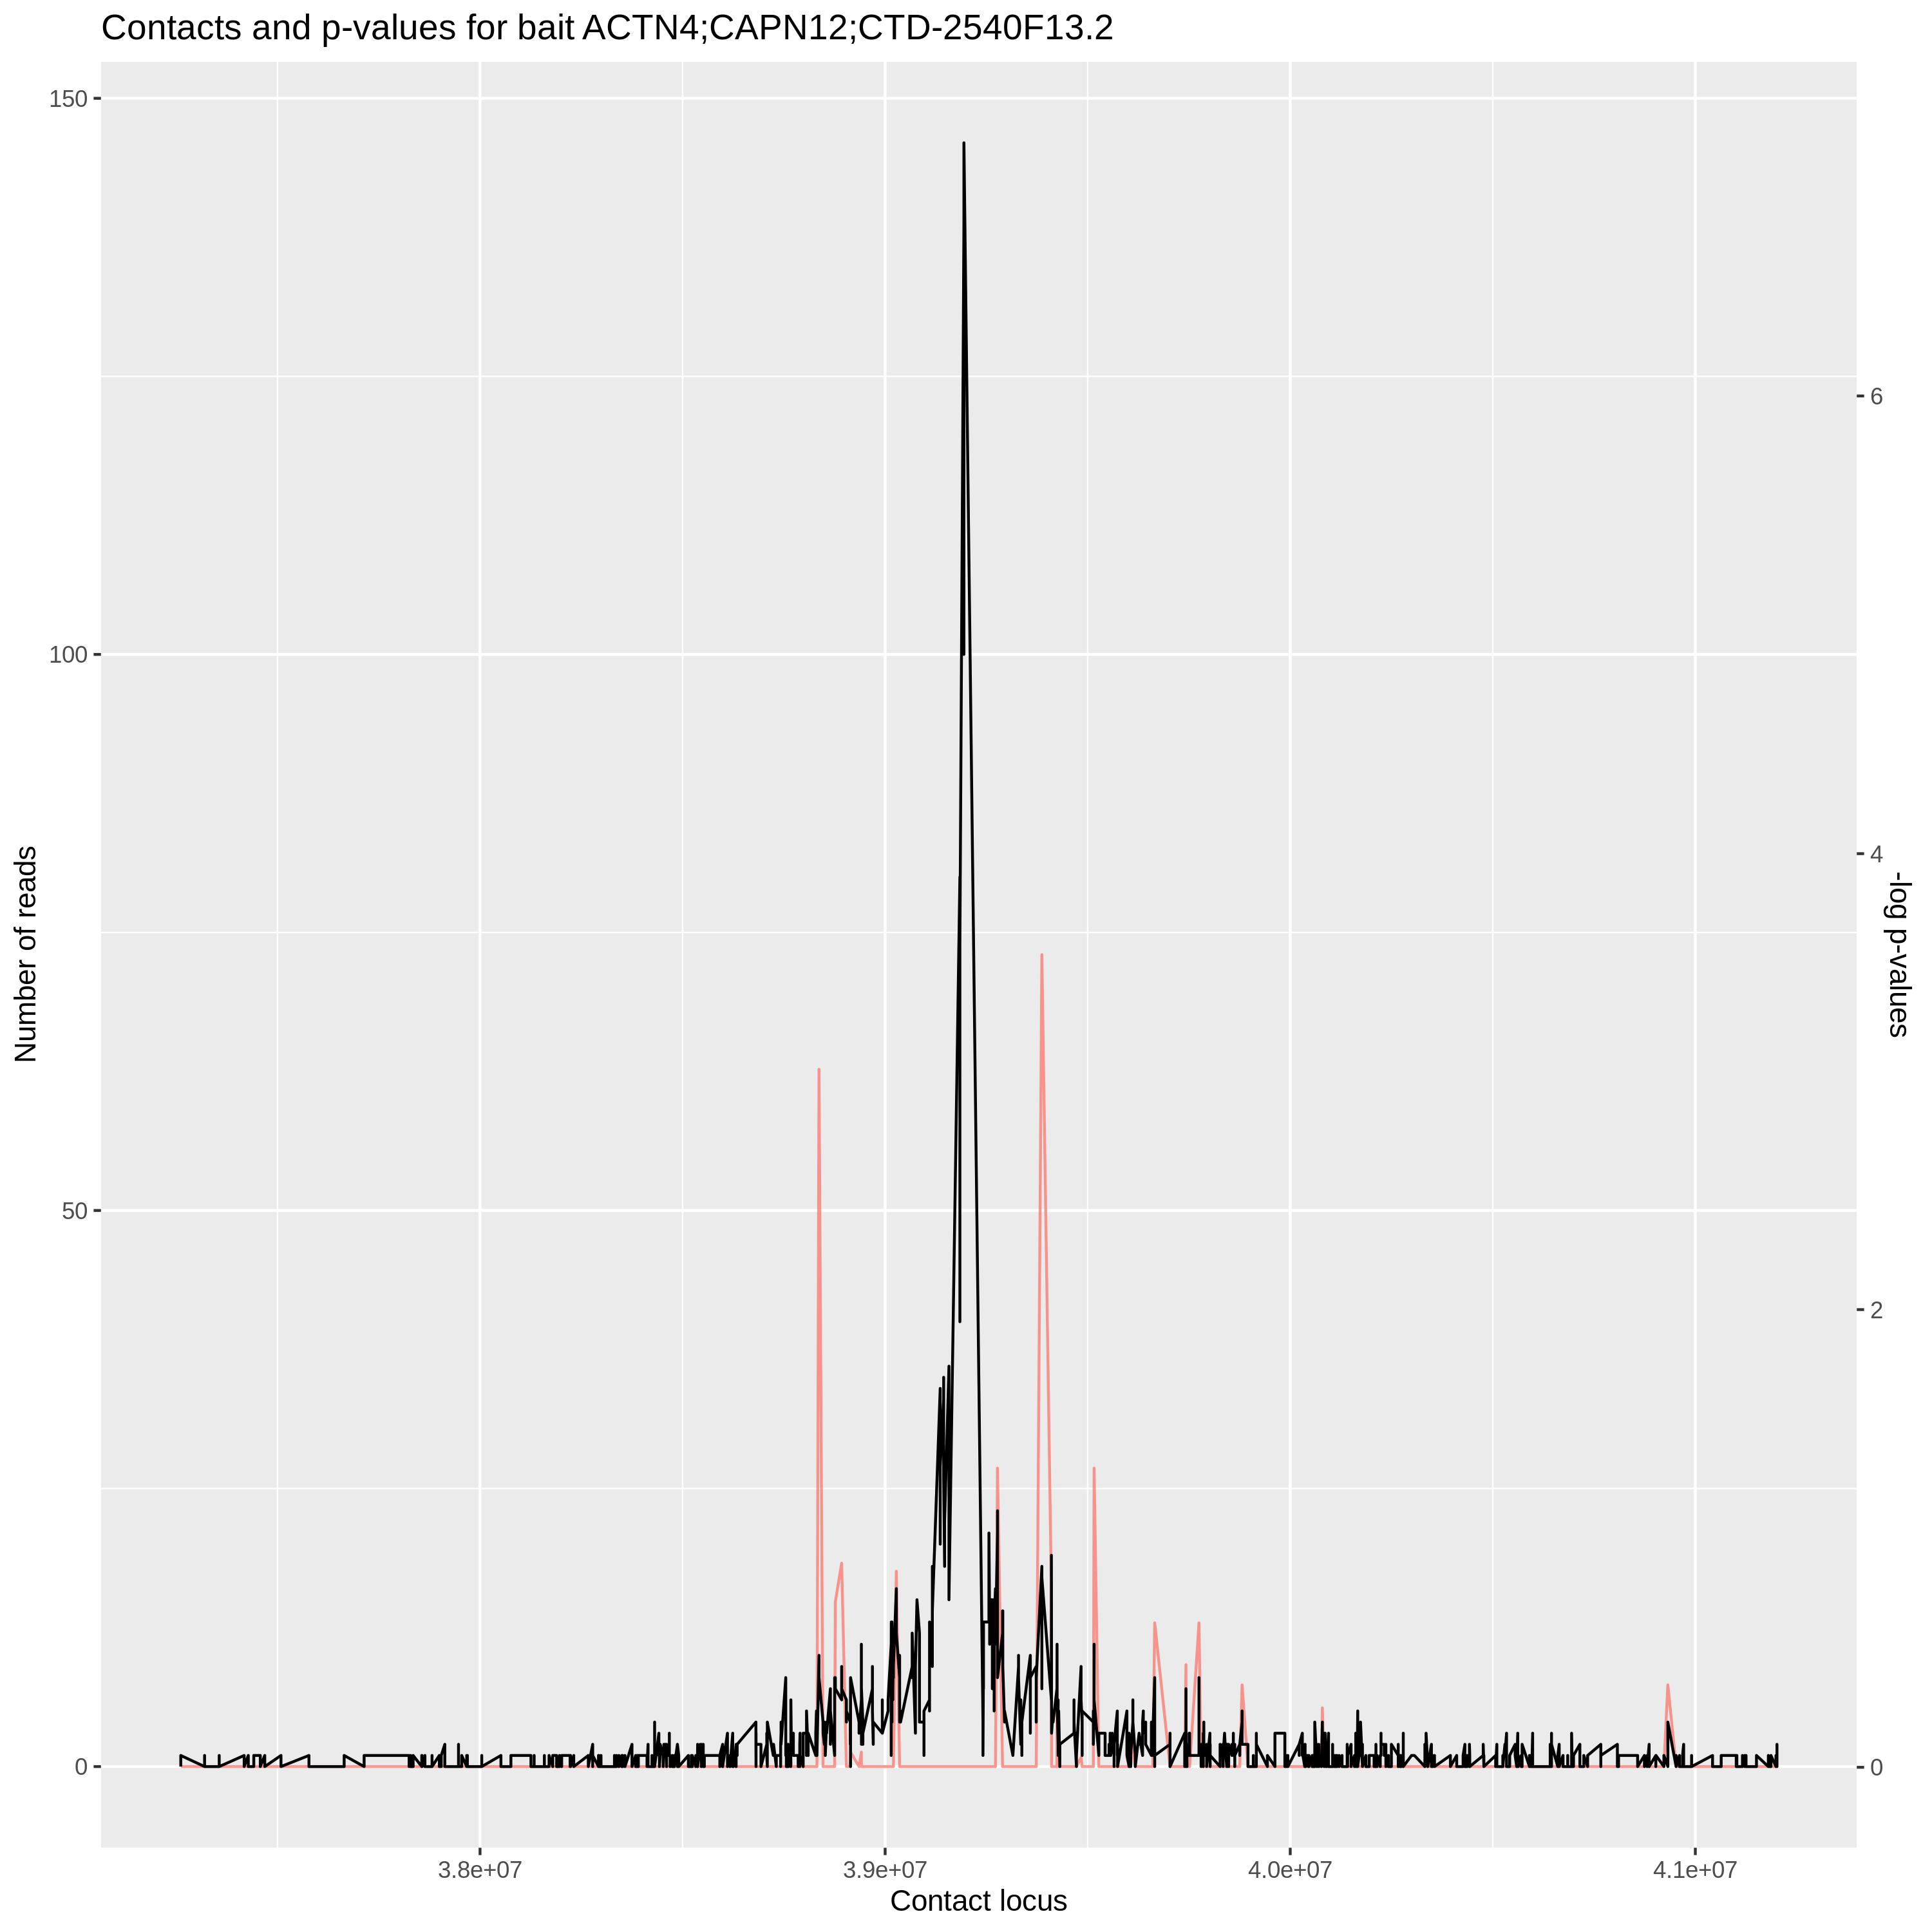 Contacts and p-values for bait ACTN4;CAPN12;CTD-2540F13.2
150
100
50
0
Number of reads
6
4
2
0
-log p-values
3.8e+07
3.9e+07
4.0e+07
4.1e+07
Contact locus